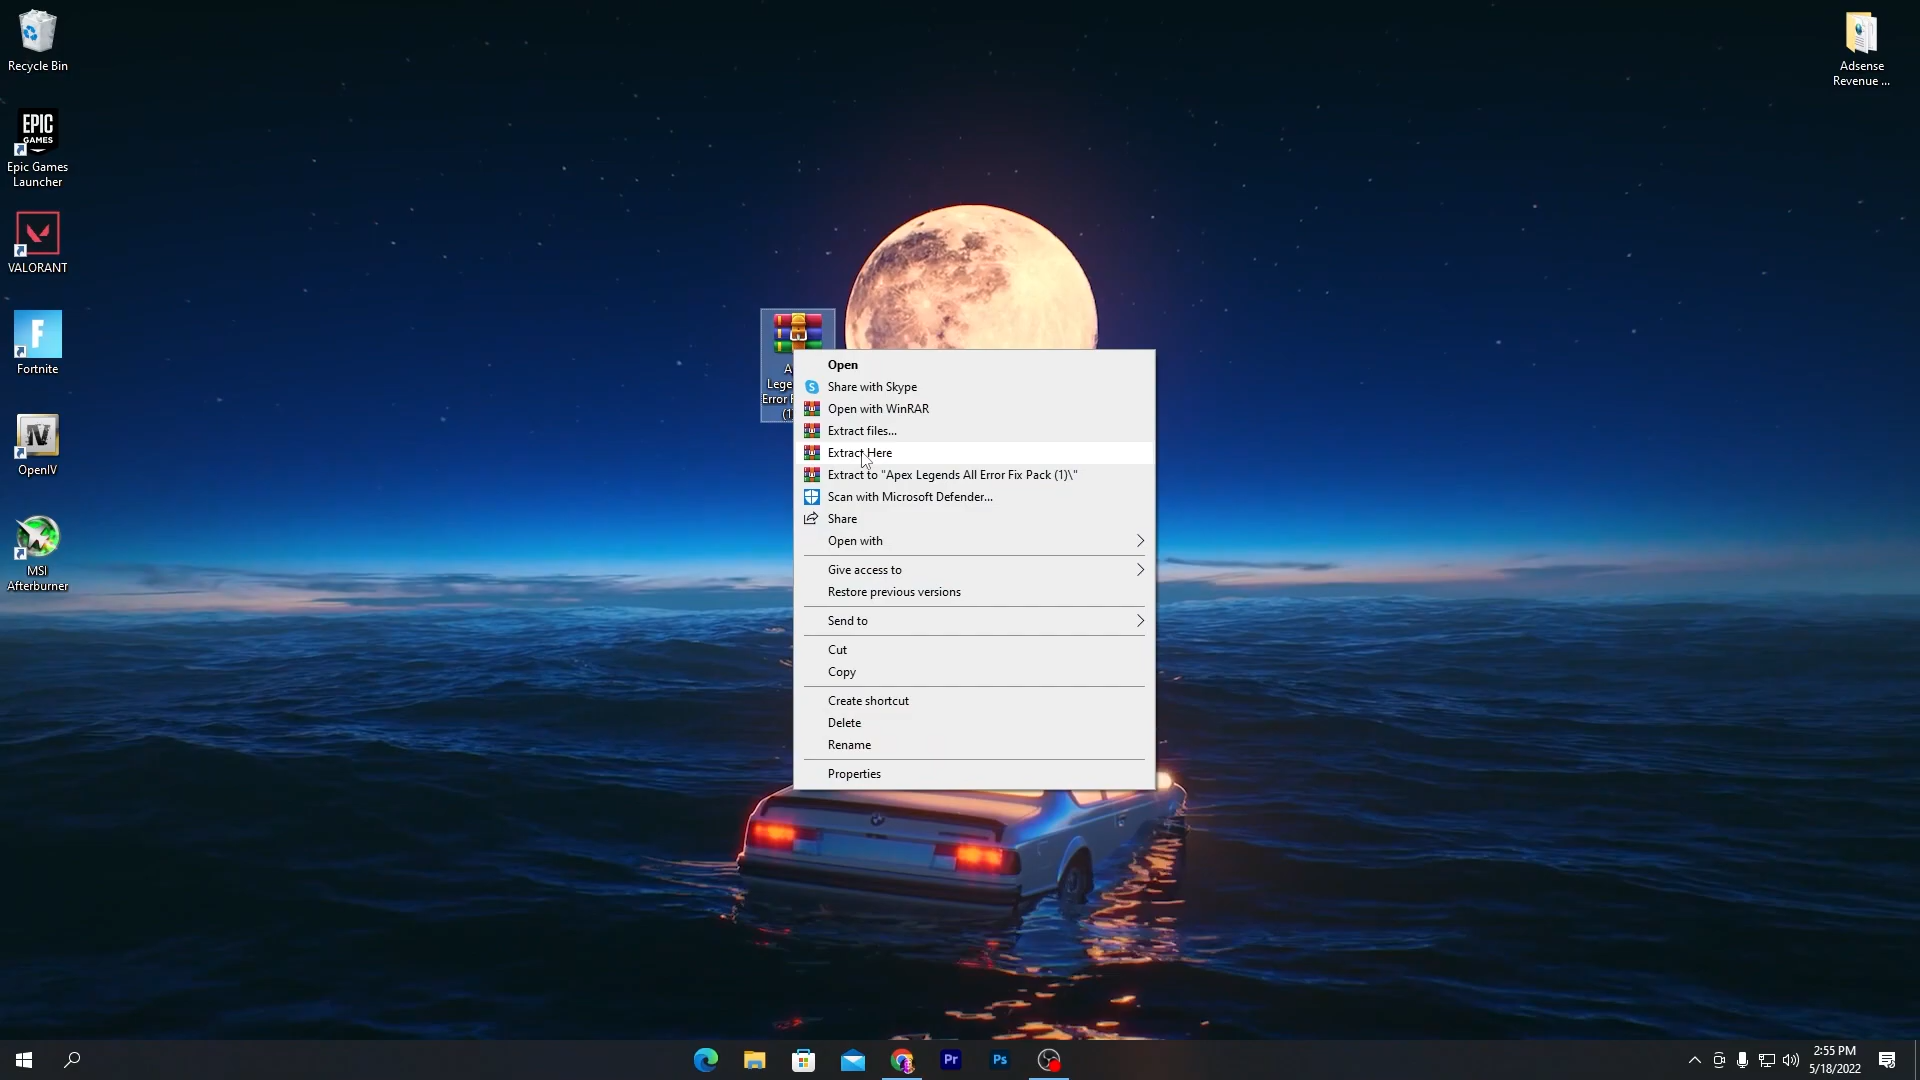 Recycle Bin
EPIC
GAMES
Epic Games
Launcher
VALORANT
F
Fortnite
IV
OpenIV
MSI
Afterburner
Adsense
Revenue ...
A
Lege
Error F
(1)
Open
Share with Skype
Open with WinRAR
Extract files...
Extract Here
Extract to "Apex Legends All Error Fix Pack (1)\"
Scan with Microsoft Defender...
Share
Open with
Give access to
Restore previous versions
Send to
Cut
Copy
Create shortcut
Delete
Rename
Properties
Pr
Ps
2:55 PM
5/18/2022